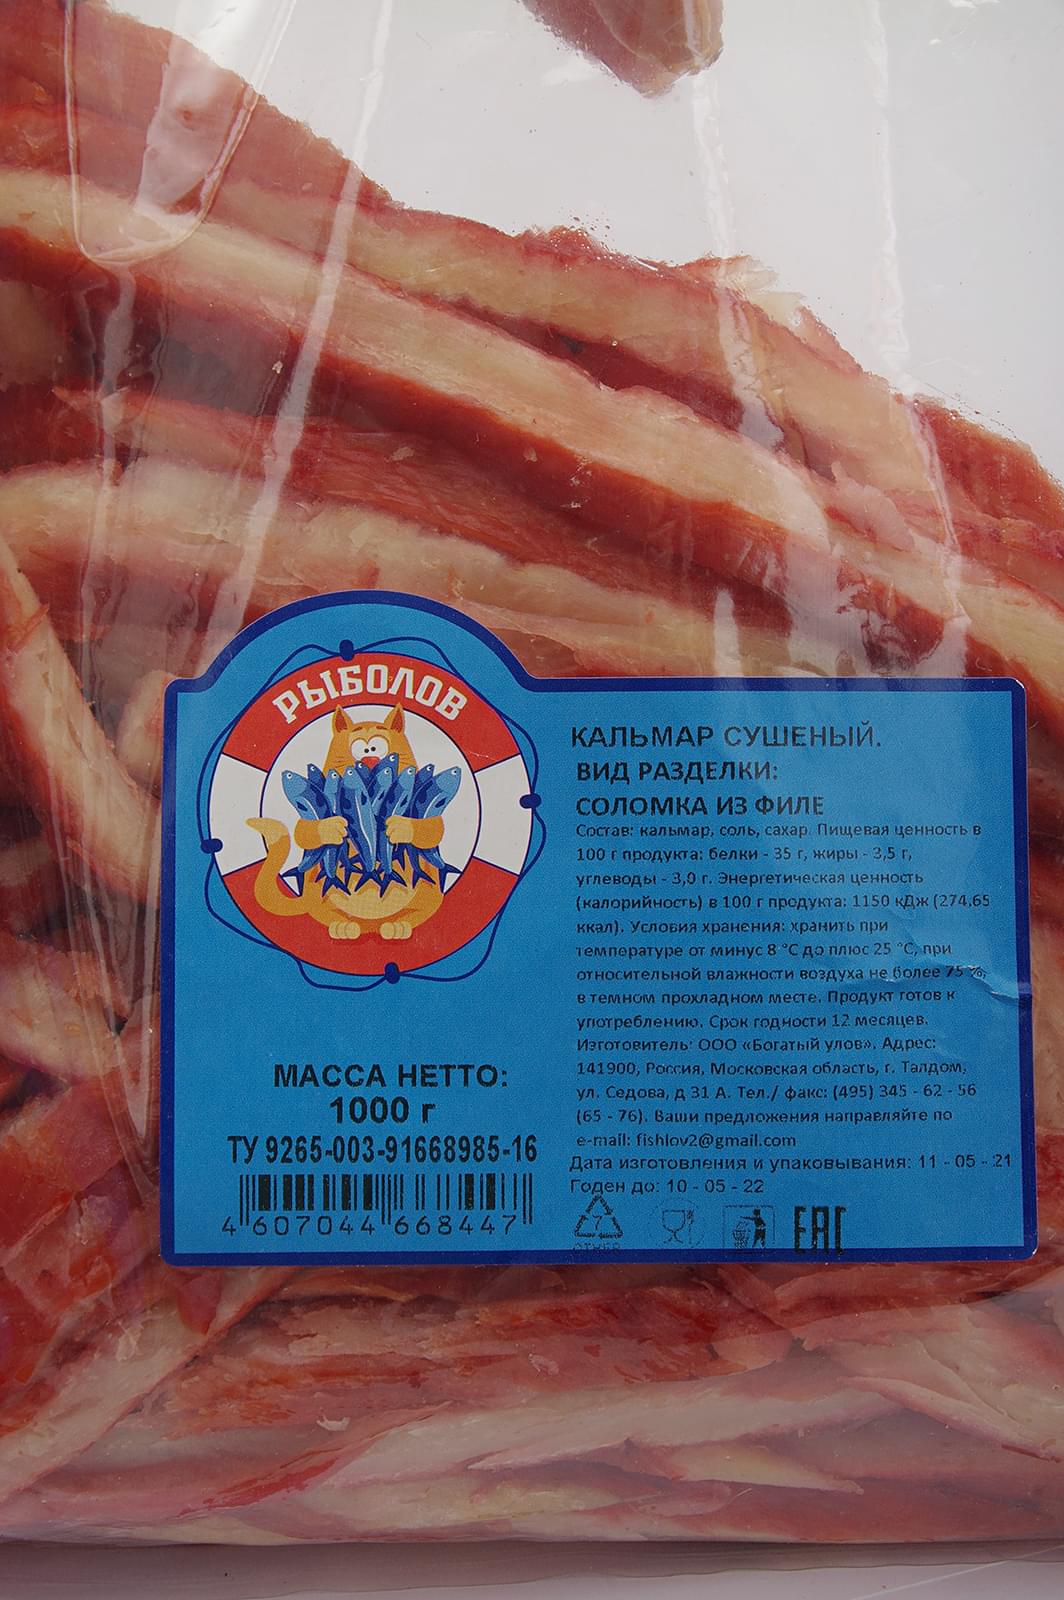 РЫБОЛОВ
КАЛЬМАР СУШЕНЫЙ.
ВИД РАЗДЕЛКИ:
СОЛОМКА ИЗ ФИЛЕ
Состав: кальмар, соль, сахар. Пищевая ценность в
100 г продукта: белки - 35 г, жиры - 3,5 г,
углеводы - 3,0 г. Энергетическая ценность
(калорийность) в 100 г продукта: 1150 кДж (274,65
ккал). Условия хранения: хранить при
температуре от минус 8 °С до плюс 25 °С, при
относительной влажности воздуха не более 75 %,
в темном прохладном месте. Продукт готов к
употреблению. Срок годности 12 месяцев.
Изготовитель: ООО «Богатый улов». Адрес:
141900, Россия, Московская область, г. Талдом,
ул. Седова, д 31 А. Тел./ факс: (495) 345 - 62 - 56
(65 - 76). Ваши предложения направляйте по
e-mail: fishlov2@gmail.com
Дата изготовления и упаковывания: 11 - 05 - 21
Годен до: 10 - 05 - 22
МАССА НЕТТО:
1000 г
ТУ 9265-003-91668985-16
4 607044 668447
7
OTHER
EAC